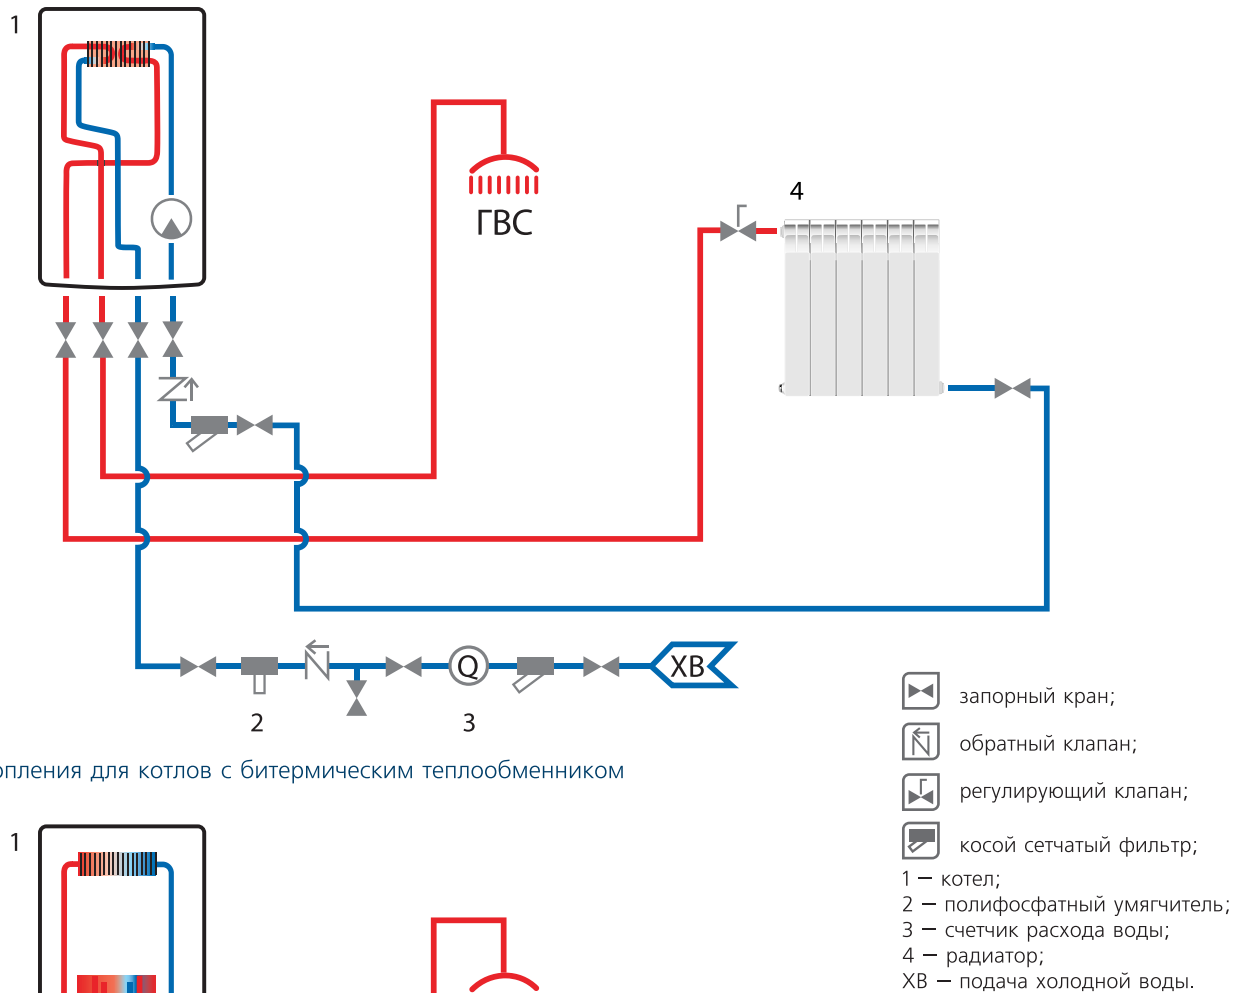 1
ГВС
4
Q
ХВ
2
3
запорный кран;
обратный клапан;
опления для котлов с битермическим теплообменником
регулирующий клапан;
1
косой сетчатый фильтр;
1 – котел;
2 – полифосфатный умягчитель;
3 – счетчик расхода воды;
4 – радиатор;
ХВ – подача холодной воды.